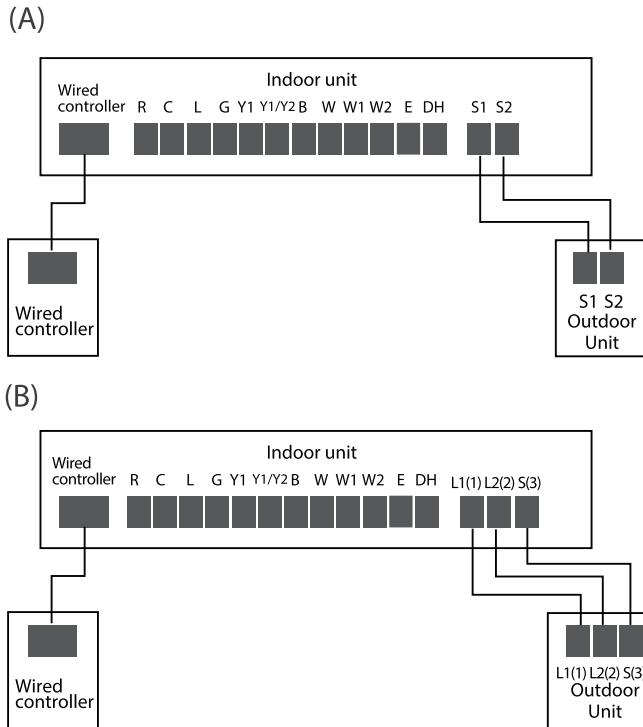 (A)
Indoor unit
Wired
controller R C L G Y1 Y1/Y2 B W W1 W2 E DH S1 S2
Wired
controller
S1 S2
Outdoor
Unit
(B)
Indoor unit
Wired
controller R C L G Y1 Y1/Y2 B W W1 W2 E DH L1(1) L2(2) S(3)
Wired
controller
L1(1) L2(2) S(3)
Outdoor
Unit